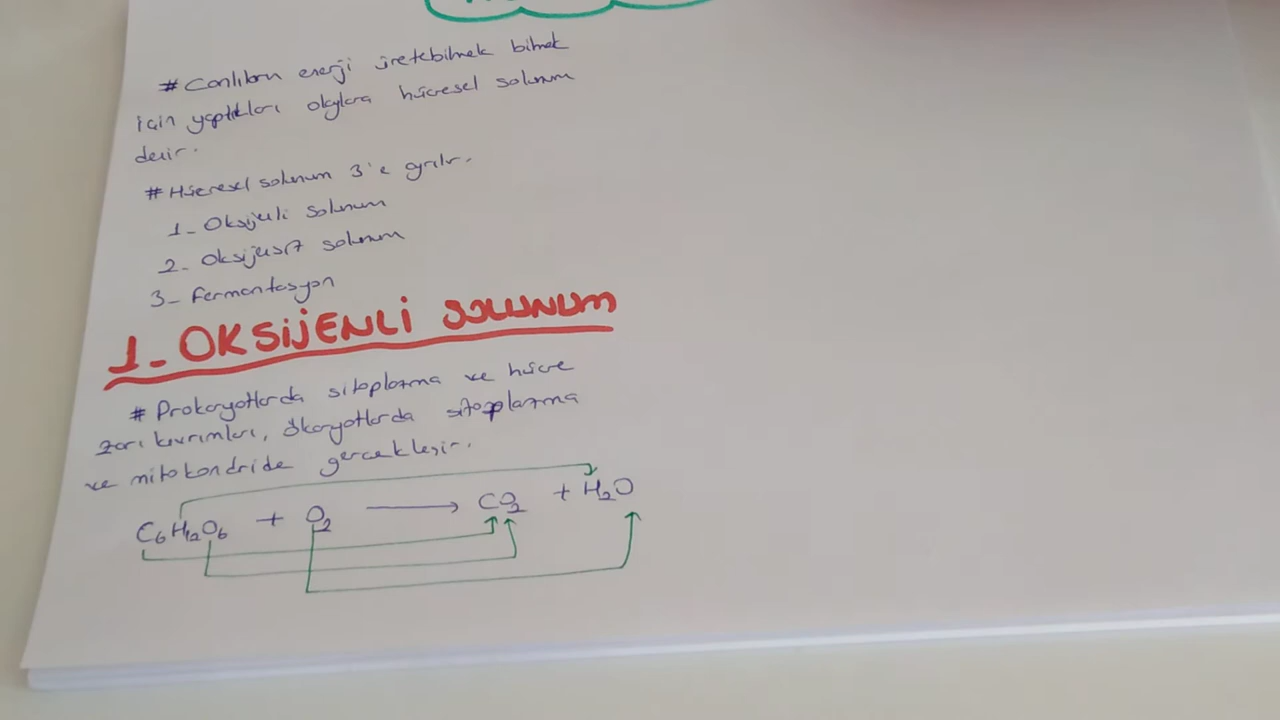 # Canlıların enerji üretebilmek bilmek
için yaptıkları olaylara hücresel solunum
denir.
# Hücresel solunum 3'e ayrılır.
1- Oksijenli solunum
2- Oksijensiz solunum
3- Fermantasyon
1- OKSİJENLİ SOLUNUM
# Prokaryotlarda sitoplazma ve hücre
zarı kıvrımları, ökaryotlarda sitoplazma
ve mitokondride gerçekleşir.
C₆H₁₂O₆ + O₂ → CO₂ + H₂O